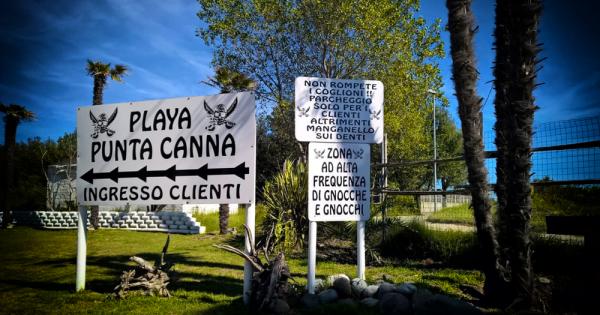 PLAYA
PUNTA CANNA
INGRESSO CLIENTI
NON ROMPETE
I COGLIONI !!
PARCHEGGIO
SOLO PER I
CLIENTI
ALTRIMENTI
MANGANELLO
SUI DENTI
ZONA
AD ALTA
FREQUENZA
DI GNOCCHE
E GNOCCHI